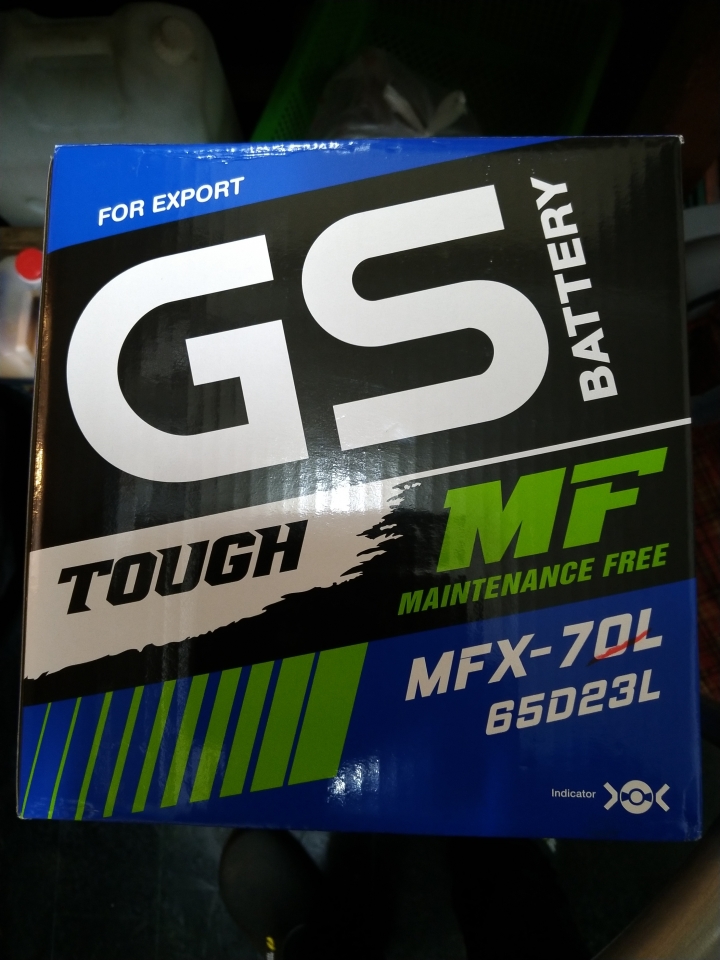 FOR EXPORT
GS
BATTERY
TOUGH
MF
MAINTENANCE FREE
MFX-70L
65D23L
Indicator